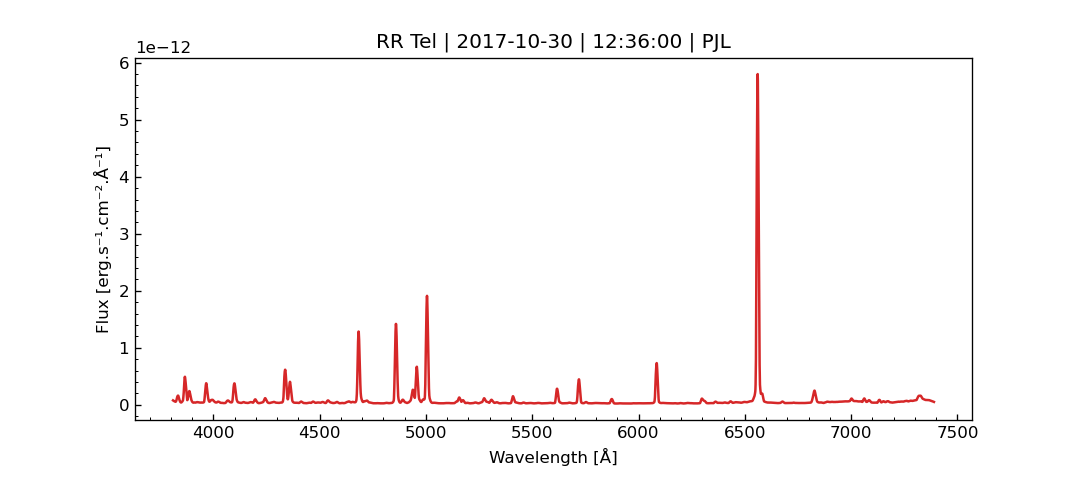 RR Tel | 2017-10-30 | 12:36:00 | PJL
1e−12
6
5
4
3
2
1
0
Flux [erg.s⁻¹.cm⁻².Å⁻¹]
4000 4500 5000 5500 6000 6500 7000 7500
Wavelength [Å]